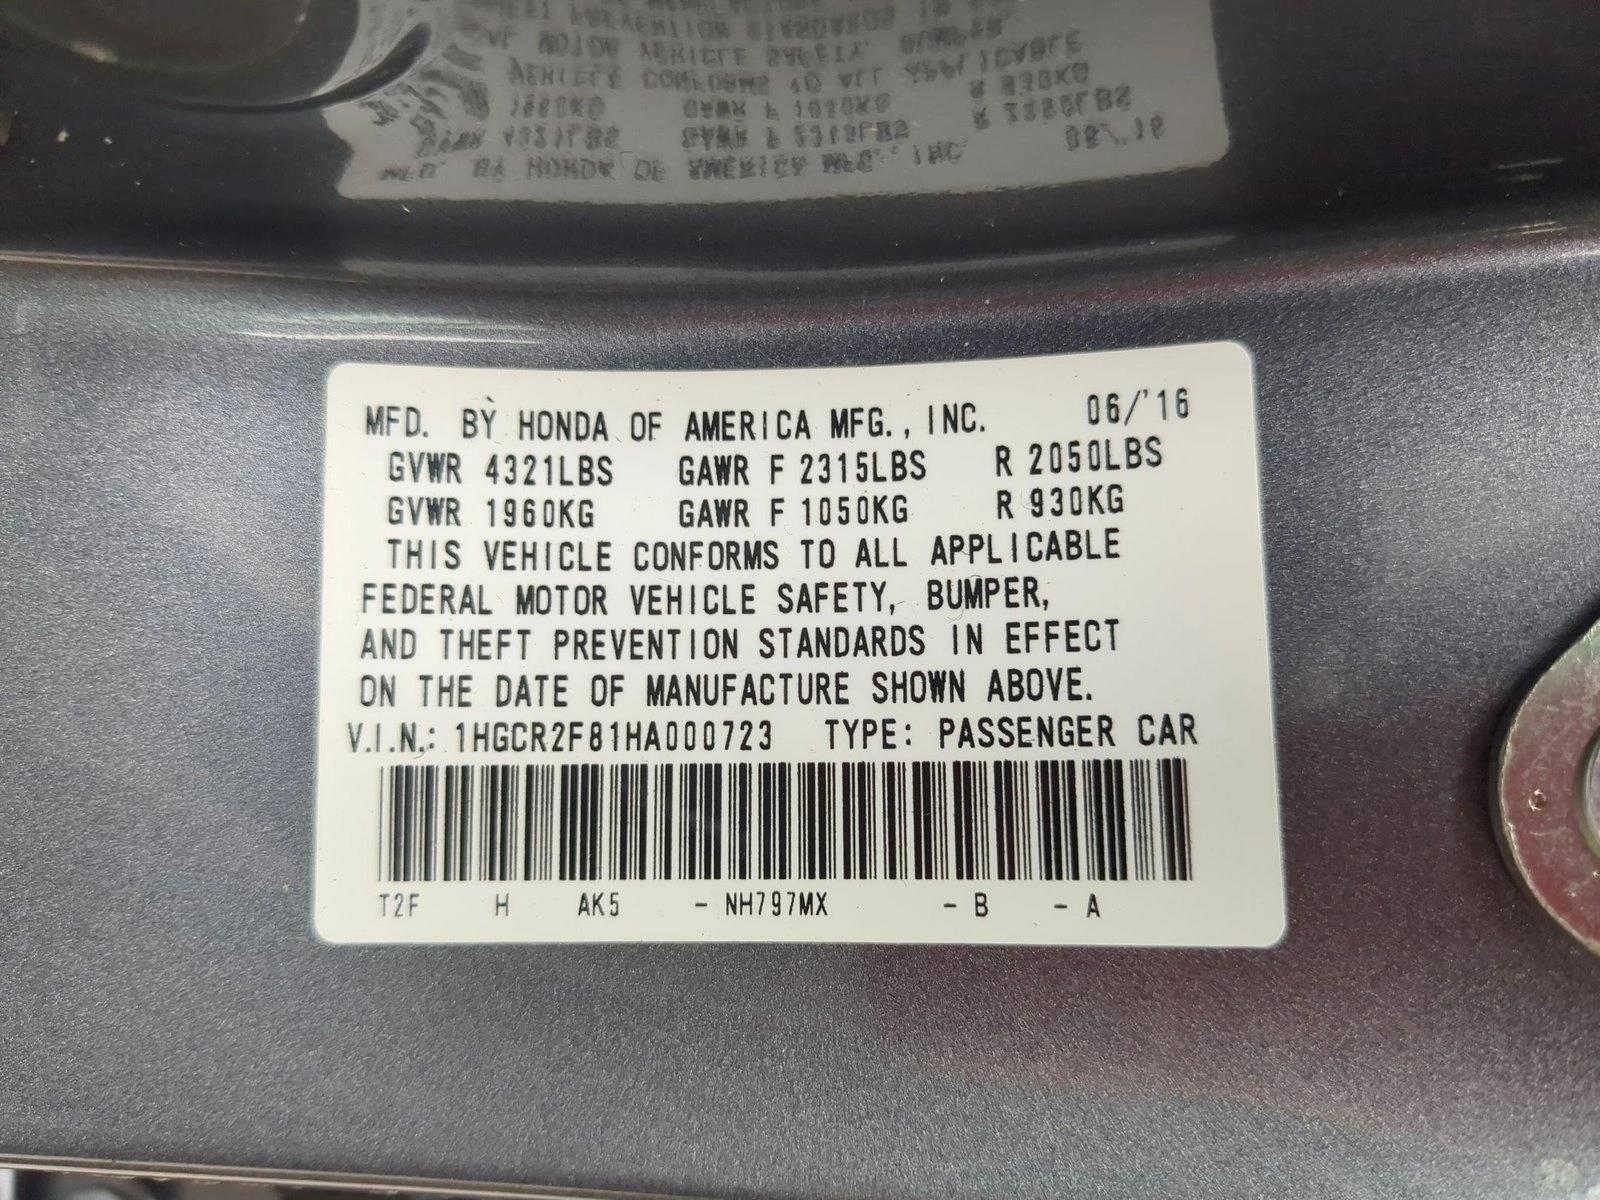 MFD. BY HONDA OF AMERICA MFG., INC. 06/'16
GVWR 4321LBS GAWR F 2315LBS R 2050LBS
GVWR 1960KG GAWR F 1050KG R 930KG
THIS VEHICLE CONFORMS TO ALL APPLICABLE
FEDERAL MOTOR VEHICLE SAFETY, BUMPER,
AND THEFT PREVENTION STANDARDS IN EFFECT
ON THE DATE OF MANUFACTURE SHOWN ABOVE.
V.I.N.: 1HGCR2F81HA000723 TYPE: PASSENGER CAR
T2F H AK5 - NH797MX - B - A